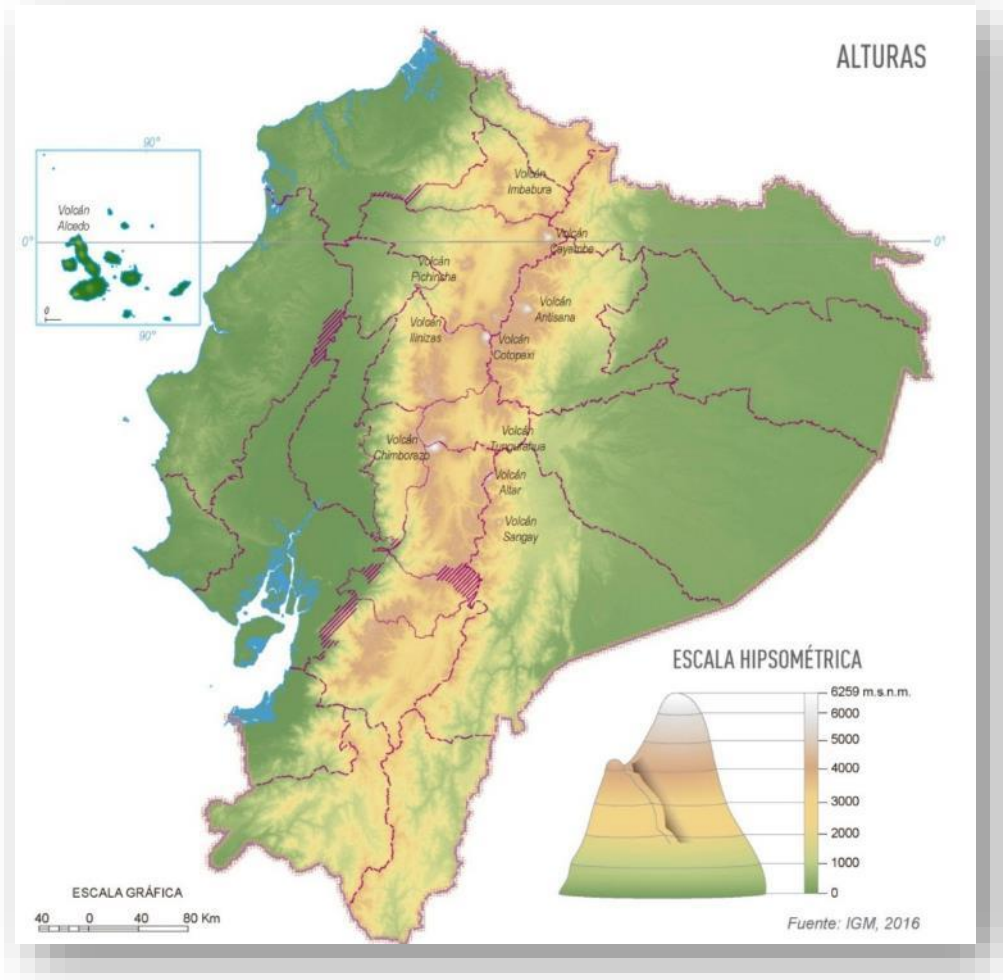 ALTURAS
90°
Volcán
Alcedo
0°
0
90°
0°
Volcán
Imbabura
Volcán
Cayambe
Volcán
Pichincha
Volcán
Antisana
Volcán
Ilinizas
Volcán
Cotopaxi
Volcán
Chimborazo
Volcán
Tungurahua
Volcán
Altar
Volcán
Sangay
ESCALA HIPSOMÉTRICA
6259 m.s.n.m.
6000
5000
4000
3000
2000
1000
0
ESCALA GRÁFICA
40 0 40 80 Km
Fuente: IGM, 2016